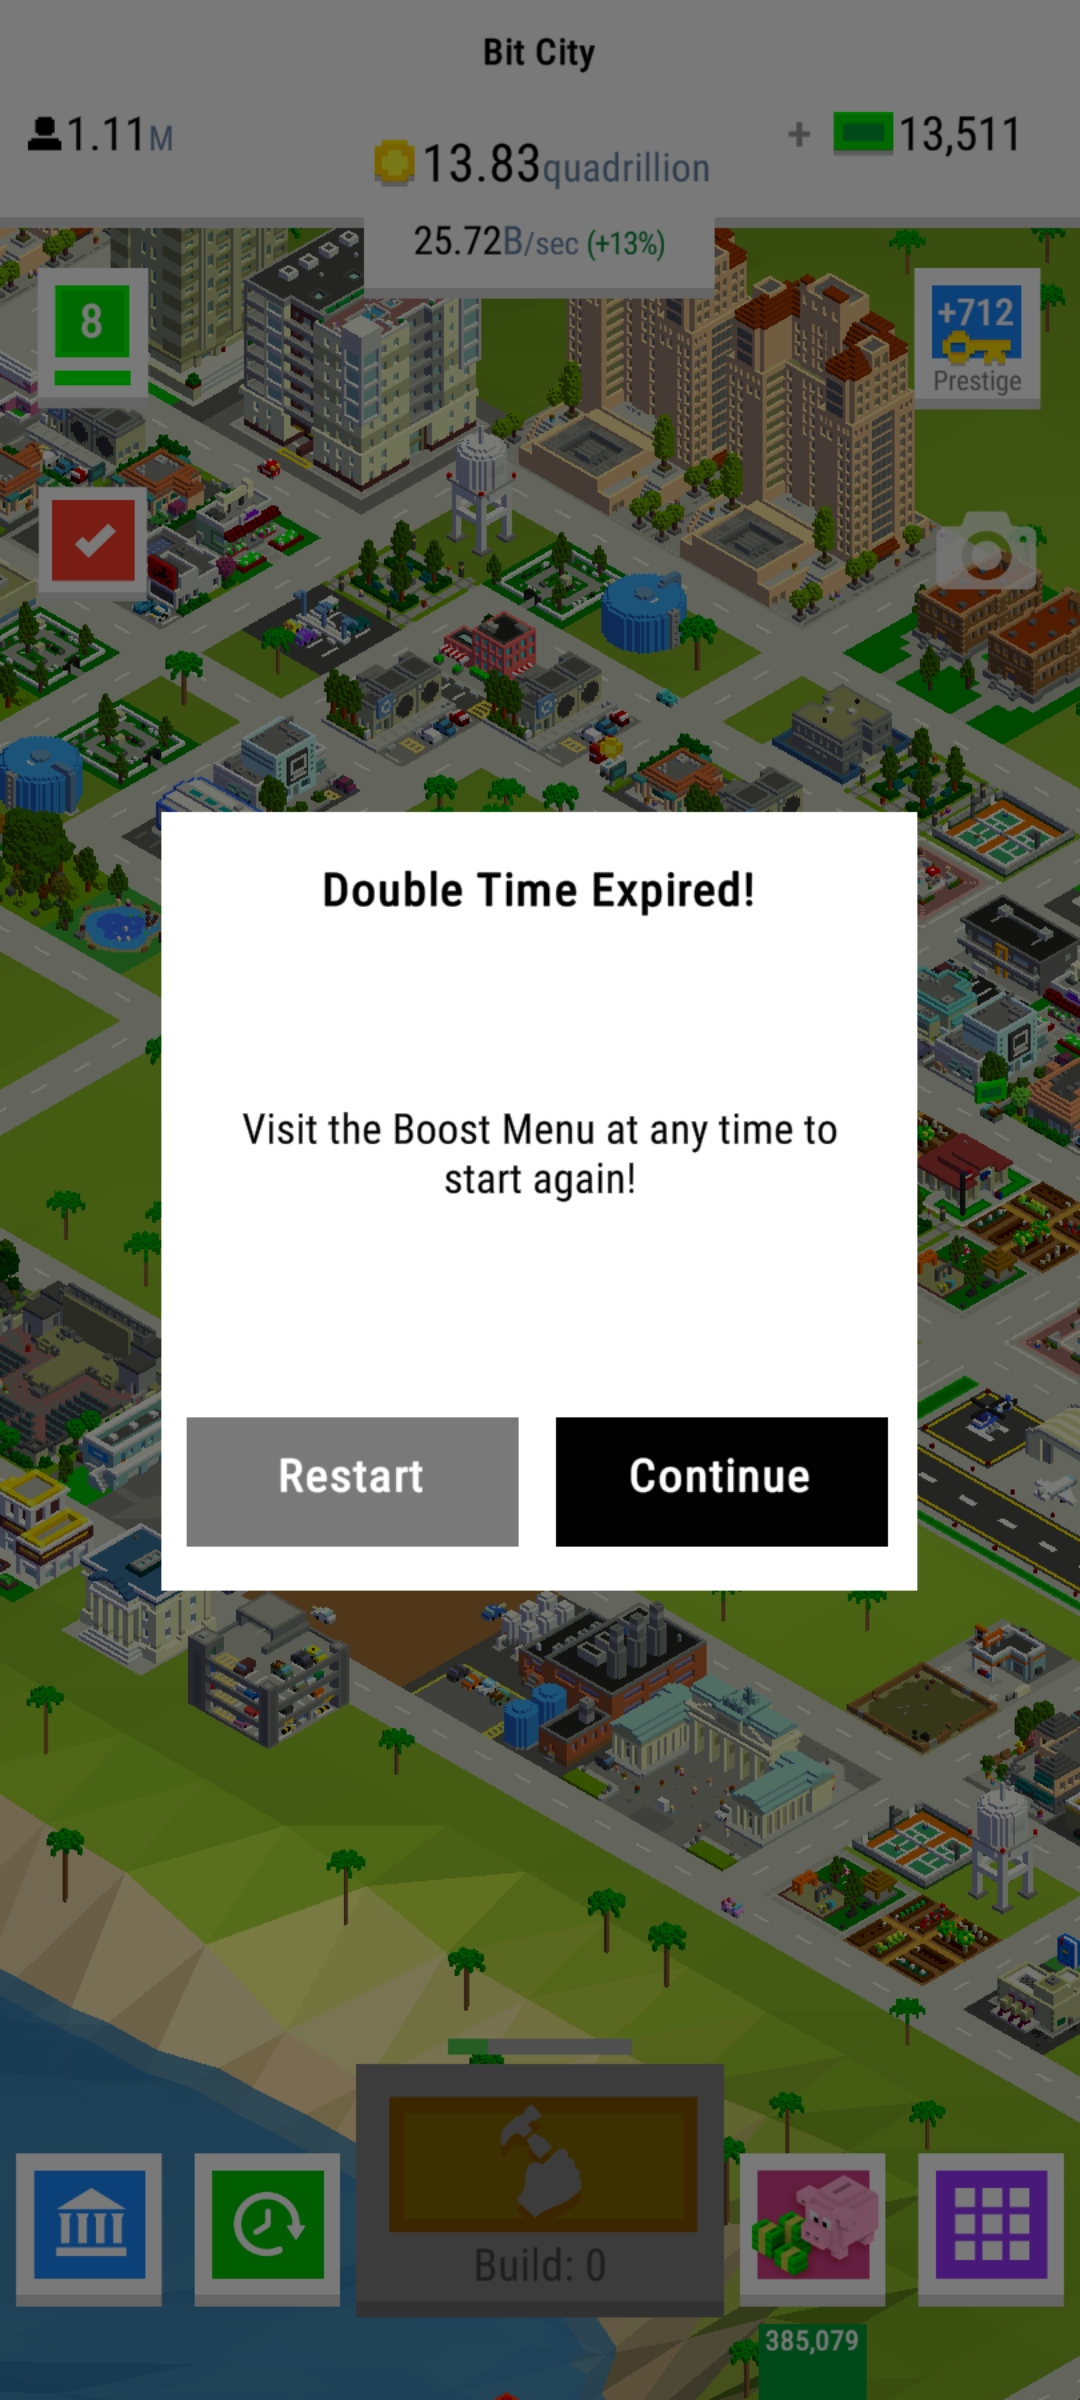 Bit City
1.11M
13.83quadrillion
+ 13,511
25.72B/sec (+13%)
8
+712
Prestige
Double Time Expired!
Visit the Boost Menu at any time to
start again!
Restart
Continue
Build: 0
385,079